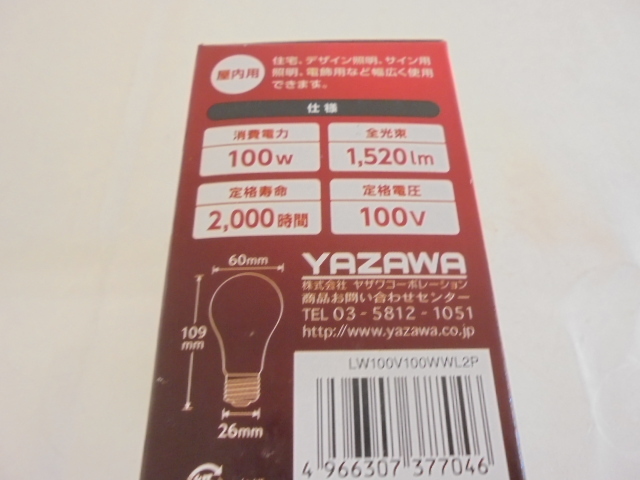 屋内用
住宅、デザイン照明、サイン用
照明、電飾用など幅広く使用
できます。
仕様
消費電力
100w
全光束
1,520lm
定格寿命
2,000時間
定格電圧
100V
60mm
109
mm
26mm
YAZAWA
株式会社 ヤザワコーポレーション
商品お問い合わせセンター
TEL 03-5812-1051
http://www.yazawa.co.jp
LW100V100WWL2P
4 966307 377046